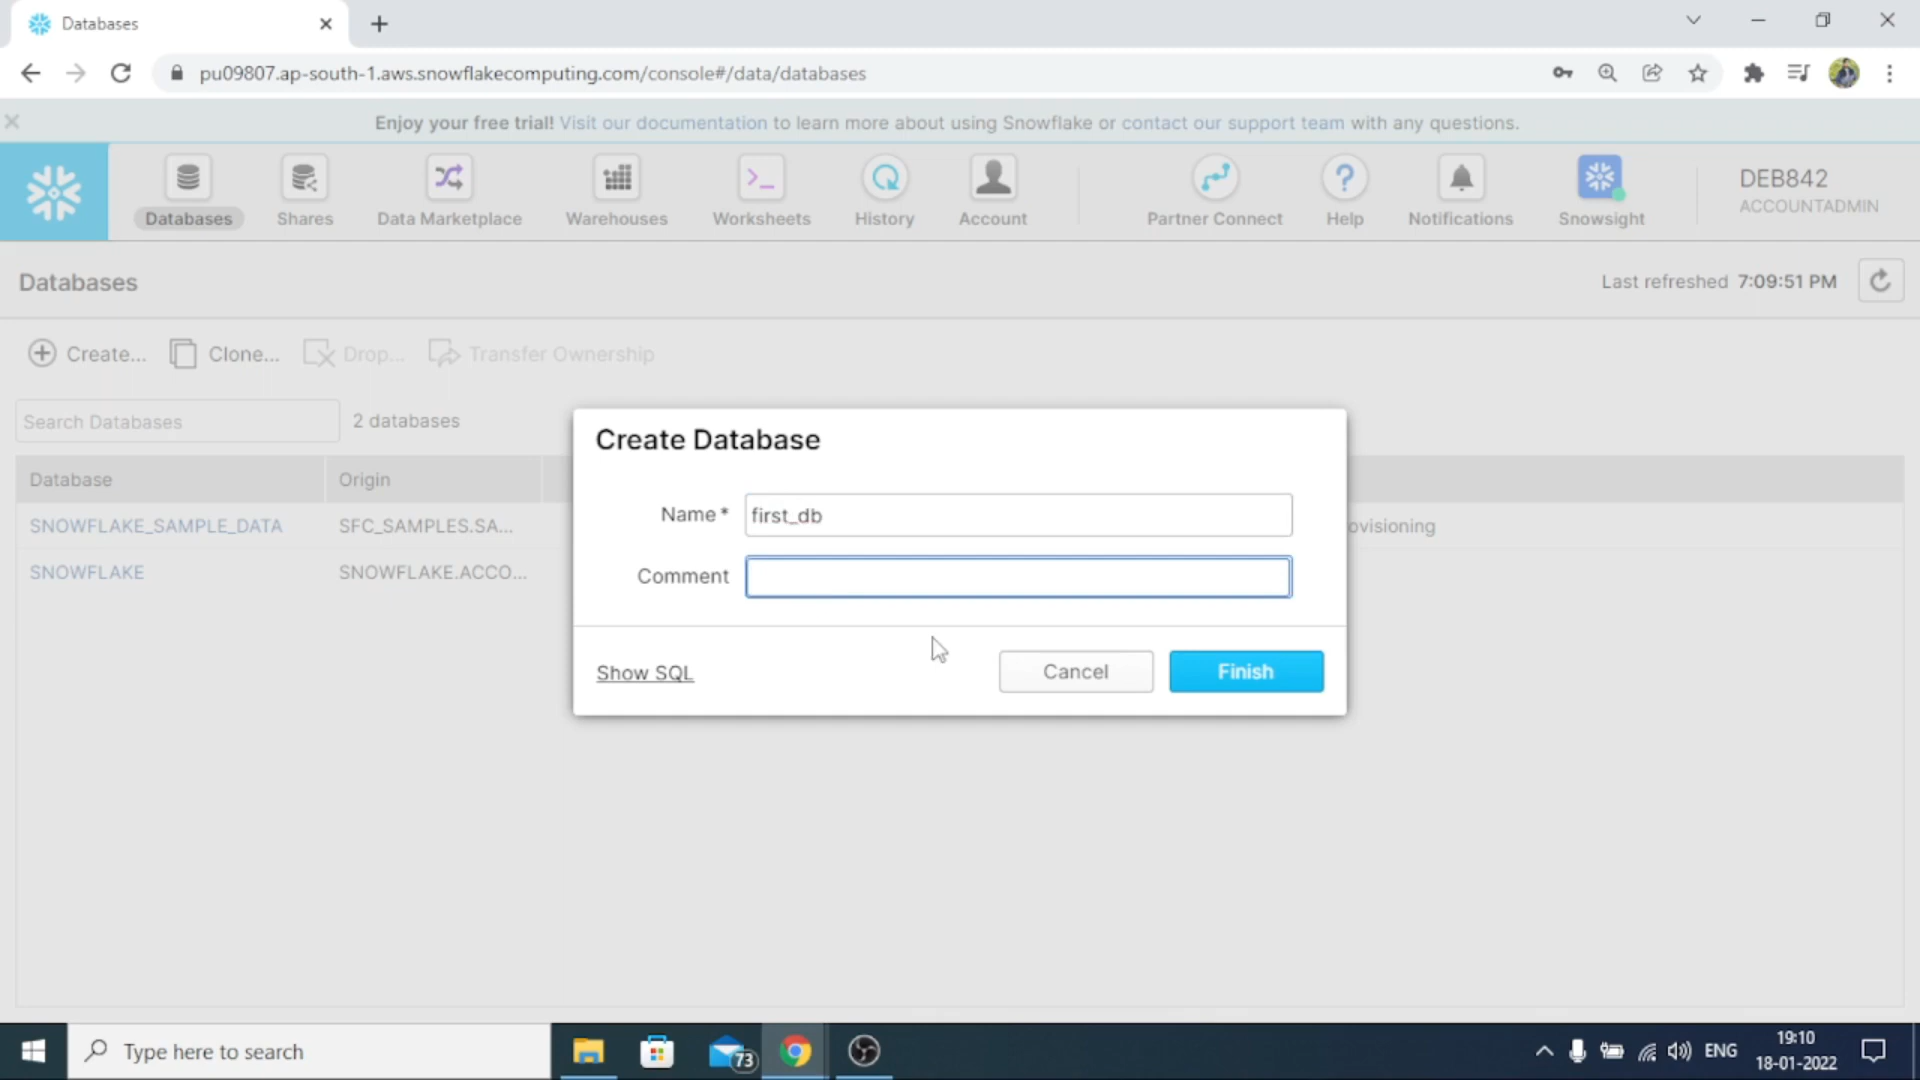 Databases
pu09807.ap-south-1.aws.snowflakecomputing.com/console#/data/databases
Enjoy your free trial! Visit our documentation to learn more about using Snowflake or contact our support team with any questions.
Databases
Shares
Data Marketplace
Warehouses
Worksheets
History
Account
Partner Connect
Help
Notifications
Snowsight
DEB842
ACCOUNTADMIN
Databases
Last refreshed 7:09:51 PM
Create...
Clone...
Drop...
Transfer Ownership
Search Databases
2 databases
Database
Origin
SNOWFLAKE_SAMPLE_DATA
SFC_SAMPLES.SA...
ovisioning
SNOWFLAKE
SNOWFLAKE.ACCO...
Create Database
Name *
first_db
Comment
Show SQL
Cancel
Finish
Type here to search
73
ENG
19:10
18-01-2022